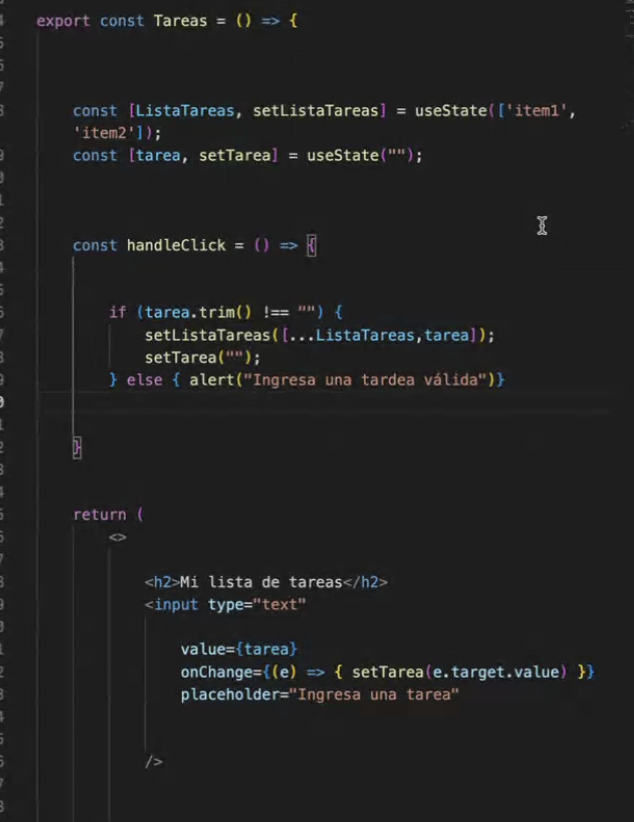 export const Tareas = () => {
const [ListaTareas, setListaTareas] = useState(['item1',
'item2']);
const [tarea, setTarea] = useState("");
const handleClick = () => {
if (tarea.trim() !== "") {
setListaTareas([...ListaTareas,tarea]);
setTarea("");
} else { alert("Ingresa una tardea válida")}
}
return (
<>
<h2>Mi lista de tareas</h2>
<input type="text"
value={tarea}
onChange={(e) => { setTarea(e.target.value) }}
placeholder="Ingresa una tarea"
/>